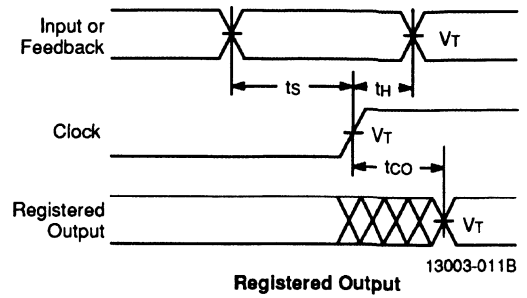 Input or
Feedback
VT
tS
tH
Clock
VT
tCO
Registered
Output
VT
13003-011B
Registered Output